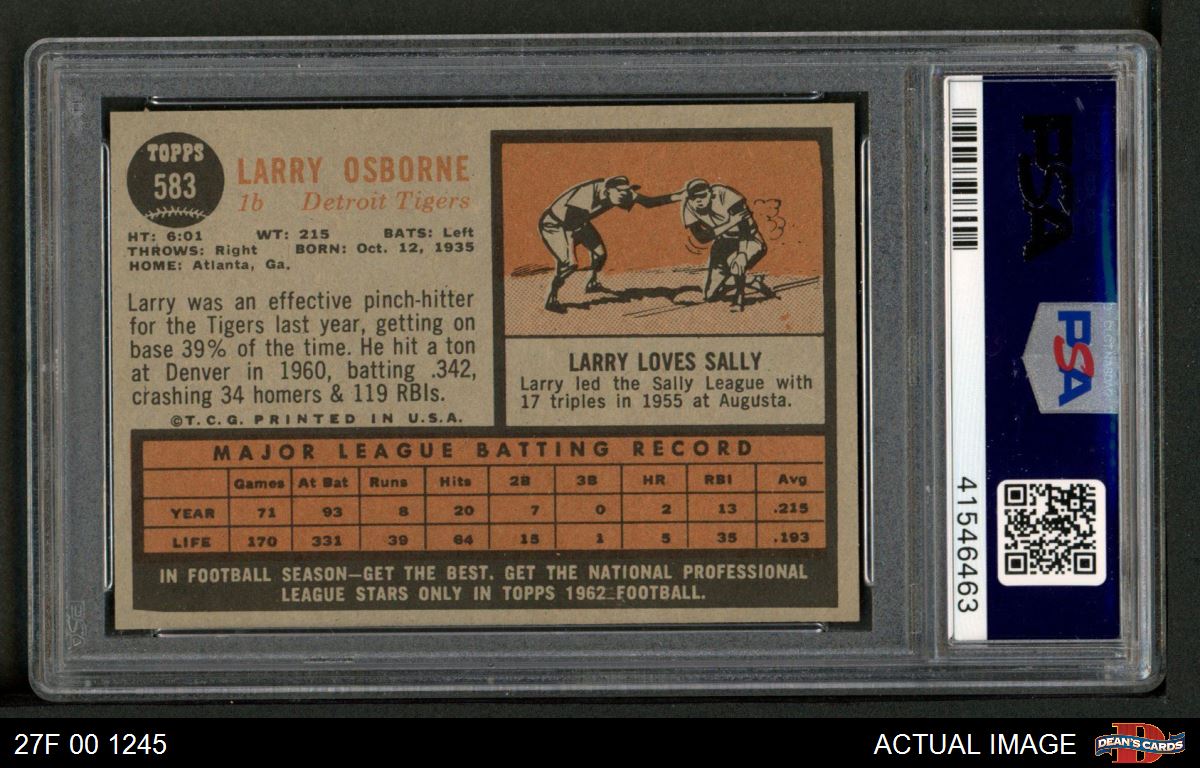 TOPPS
583
LARRY OSBORNE
1b Detroit Tigers
HT: 6:01 WT: 215 BATS: Left
THROWS: Right BORN: Oct. 12, 1935
HOME: Atlanta, Ga.
Larry was an effective pinch-hitter
for the Tigers last year, getting on
base 39% of the time. He hit a ton
at Denver in 1960, batting .342,
crashing 34 homers & 119 RBIs.
©T.C.G. PRINTED IN U.S.A.
LARRY LOVES SALLY
Larry led the Sally League with
17 triples in 1955 at Augusta.
MAJOR LEAGUE BATTING RECORD
Games At Bat Runs Hits 2B 3B HR RBI Avg
YEAR 71 93 8 20 7 0 2 13 .215
LIFE 170 331 39 64 15 1 5 35 .193
IN FOOTBALL SEASON—GET THE BEST. GET THE NATIONAL PROFESSIONAL
LEAGUE STARS ONLY IN TOPPS 1962 FOOTBALL.
PSA
PSA
41546463
PSA
27F 00 1245
ACTUAL IMAGE
DEAN'S CARDS